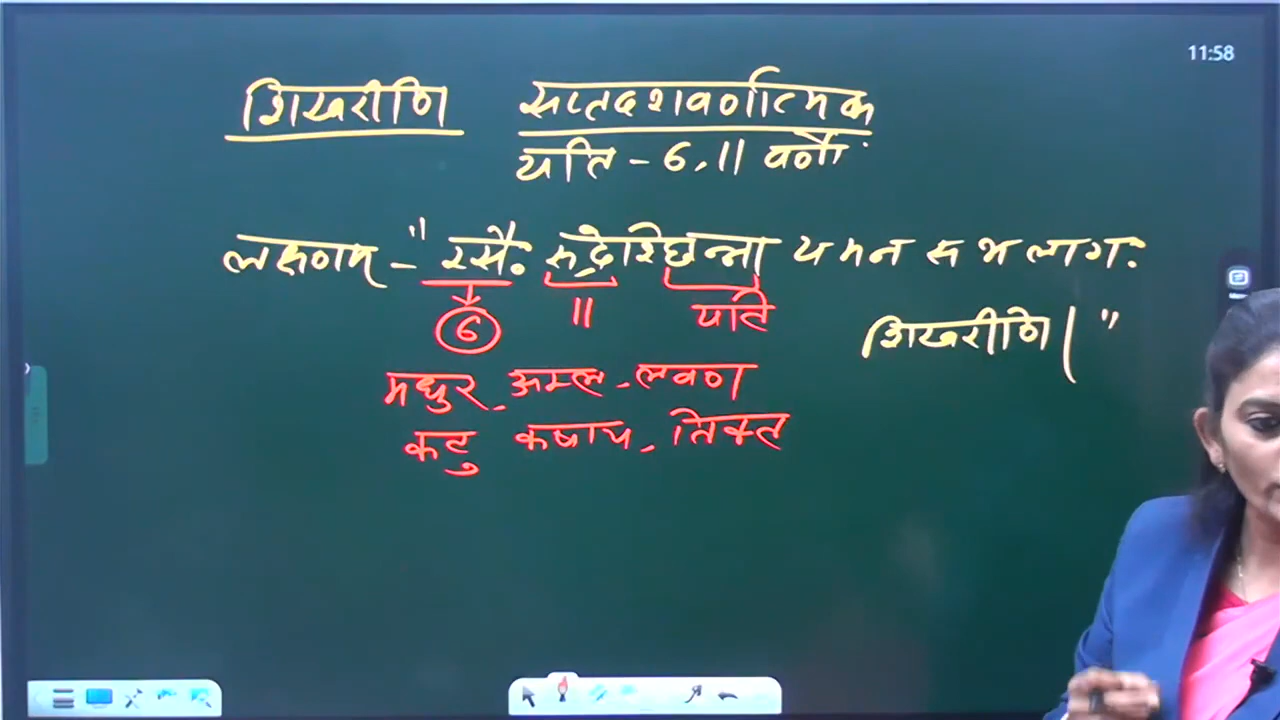 11:58
शिखरीणि सप्तदशवर्णात्मक
यति - 6,11 वर्णों
लक्षणम् - " रसैः रूद्रैश्छिन्ना यमनसभलागः
6 11 यति
शिखरीणि।"
मधुर - अम्ल - लवण
कटु कषाय - तिक्त